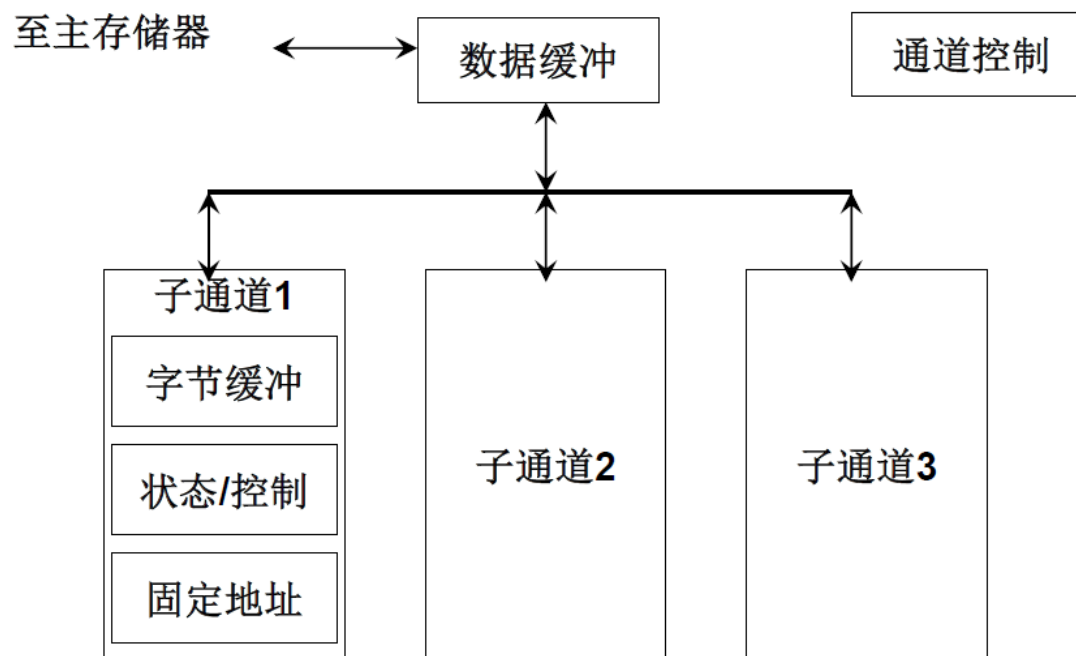 至主存储器
数据缓冲
通道控制
子通道1
字节缓冲
状态/控制
固定地址
子通道2
子通道3